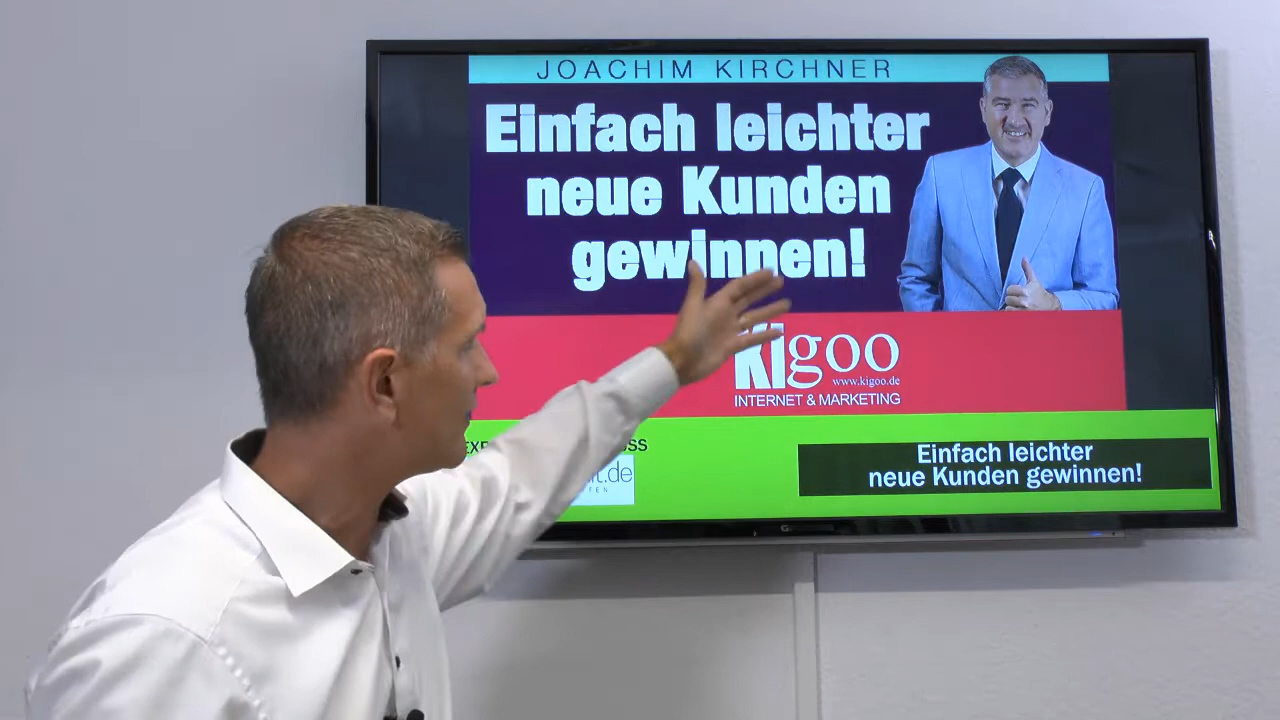 JOACHIM KIRCHNER
Einfach leichter
neue Kunden
gewinnen!
KIgoo
www.kigoo.de
INTERNET & MARKETING
Einfach leichter
neue Kunden gewinnen!